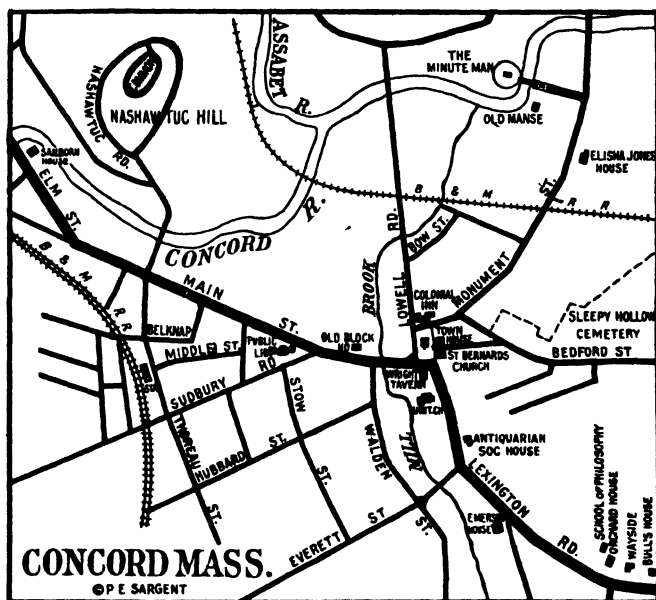 ASSABET
R.
THE
MINUTE MAN
OLD MANSE
NASHAWTUC
RD.
NASHAWTUC HILL
ELISHA JONES
HOUSE
SANBORN
HOUSE
ELM
ST.
B & M R R
CONCORD
R.
LOWELL
RD.
BOW ST.
MONUMENT
ST.
BROOK
B & M
R R
MAIN
ST.
COLONIAL
INN
SLEEPY HOLLOW
CEMETERY
BEDFORD ST
TOWN
HOUSE
ST BERNARDS
CHURCH
BELKNAP
MIDDLE ST.
PUBLIC
OLD BLOCK
HO
WRIGHT
TAVERN
SUDBURY
RD
STOW
ST.
THOREAU
ST.
HUBBARD
ST.
WALDEN
ST.
MILL
ANTIQUARIAN
SOC HOUSE
LEXINGTON
RD.
HOUSE
EVERETT
ST
SCHOOL OF PHILOSOPHY
ORCHARD HOUSE
WAYSIDE
BULL'S HOUSE
CONCORD MASS.
© P E SARGENT